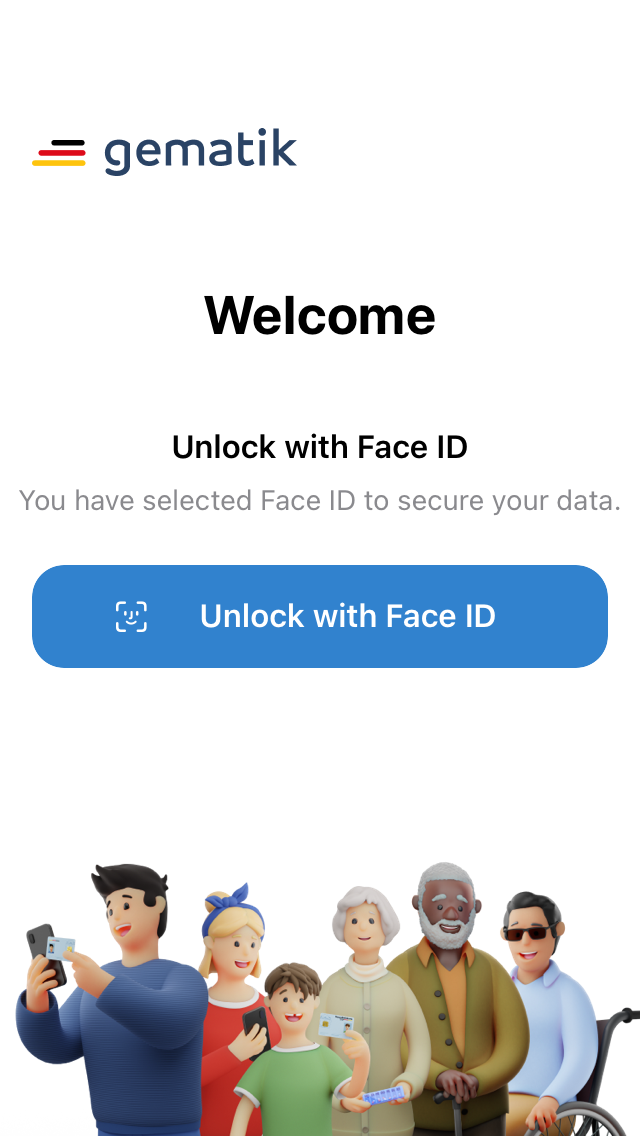 gematik
Welcome
Unlock with Face ID
You have selected Face ID to secure your data.
Unlock with Face ID